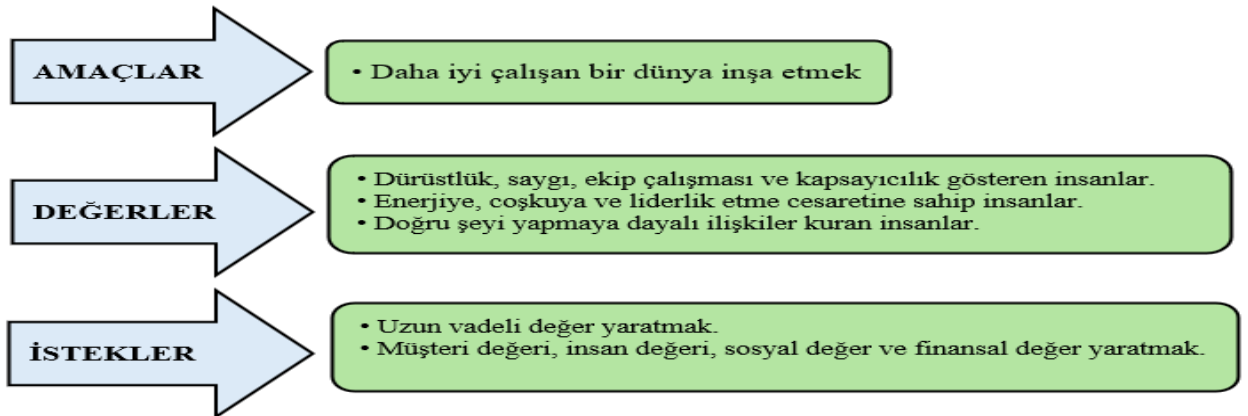 AMAÇLAR
• Daha iyi çalışan bir dünya inşa etmek
DEĞERLER
• Dürüstlük, saygı, ekip çalışması ve kapsayıcılık gösteren insanlar.
• Enerjiye, coşkuya ve liderlik etme cesaretine sahip insanlar.
• Doğru şeyi yapmaya dayalı ilişkiler kuran insanlar.
İSTEKLER
• Uzun vadeli değer yaratmak.
• Müşteri değeri, insan değeri, sosyal değer ve finansal değer yaratmak.